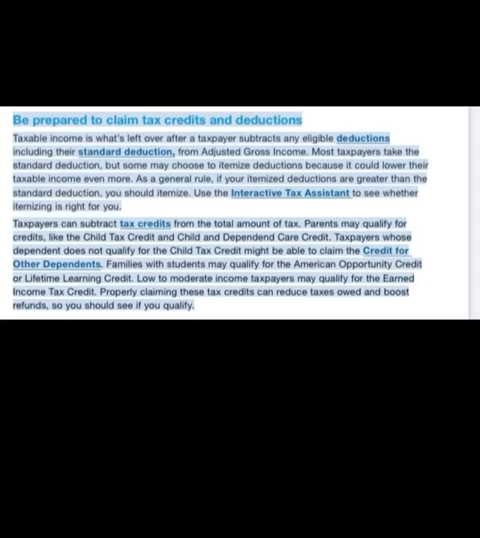 Be prepared to claim tax credits and deductions
Taxable income is what's left over after a taxpayer subtracts any eligible deductions
including their standard deduction, from Adjusted Gross Income. Most taxpayers take the
standard deduction, but some may choose to itemize deductions because it could lower their
taxable income even more. As a general rule, if your itemized deductions are greater than the
standard deduction, you should itemize. Use the Interactive Tax Assistant to see whether
itemizing is right for you.
Taxpayers can subtract tax credits from the total amount of tax. Parents may qualify for
credits, like the Child Tax Credit and Child and Dependend Care Credit. Taxpayers whose
dependent does not qualify for the Child Tax Credit might be able to claim the Credit for
Other Dependents. Families with students may qualify for the American Opportunity Credit
or Lifetime Learning Credit. Low to moderate income taxpayers may qualify for the Earned
Income Tax Credit. Properly claiming these tax credits can reduce taxes owed and boost
refunds, so you should see if you qualify.